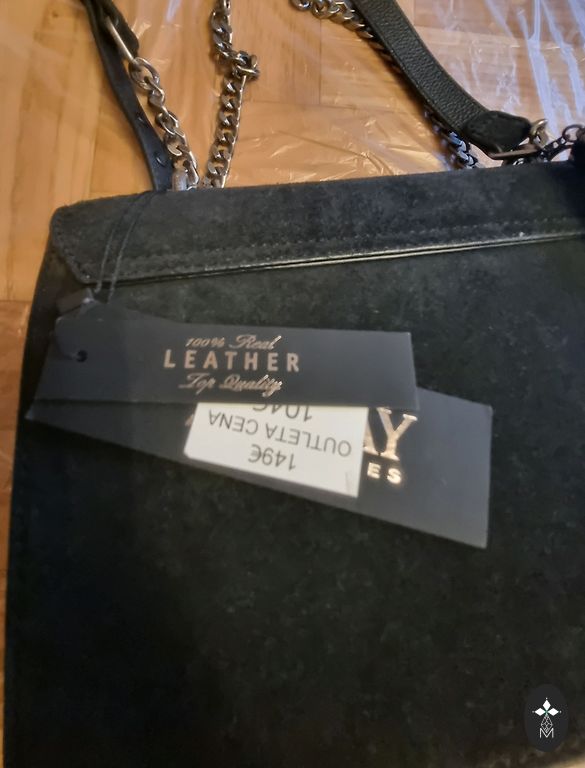 100% Real
LEATHER
Top Quality
AY
ES
149€
OUTLETA CENA
104€
M